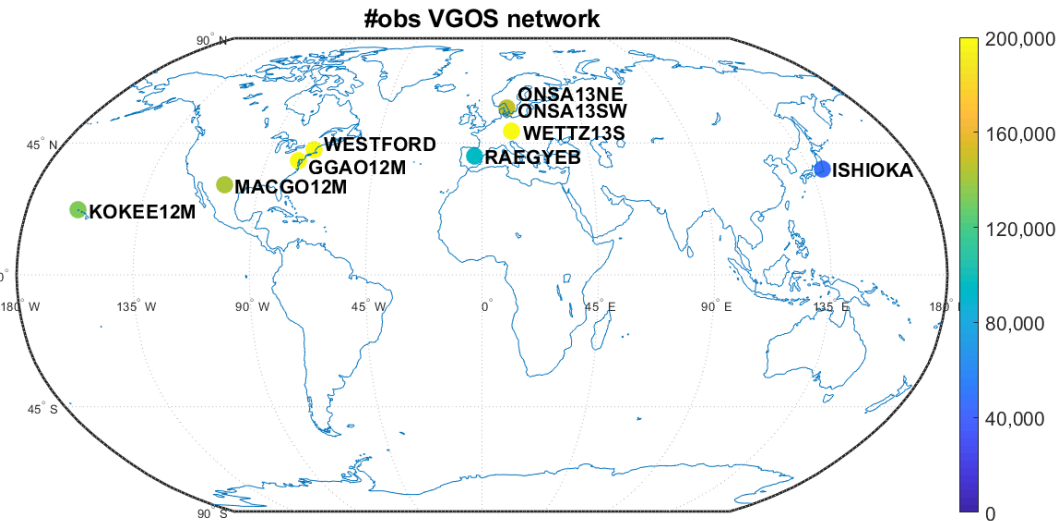 #obs VGOS network
90° N
200,000
ONSA13NE
ONSA13SW
WETTZ13S
160,000
45° N
WESTFORD
GGAO12M
RAEGYEB
ISHIOKA
MACGO12M
KOKEE12M
120,000
0°
180° W
135° W
90° W
45° W
0°
45° E
90° E
135° E
180°
80,000
45° S
40,000
90° S
0